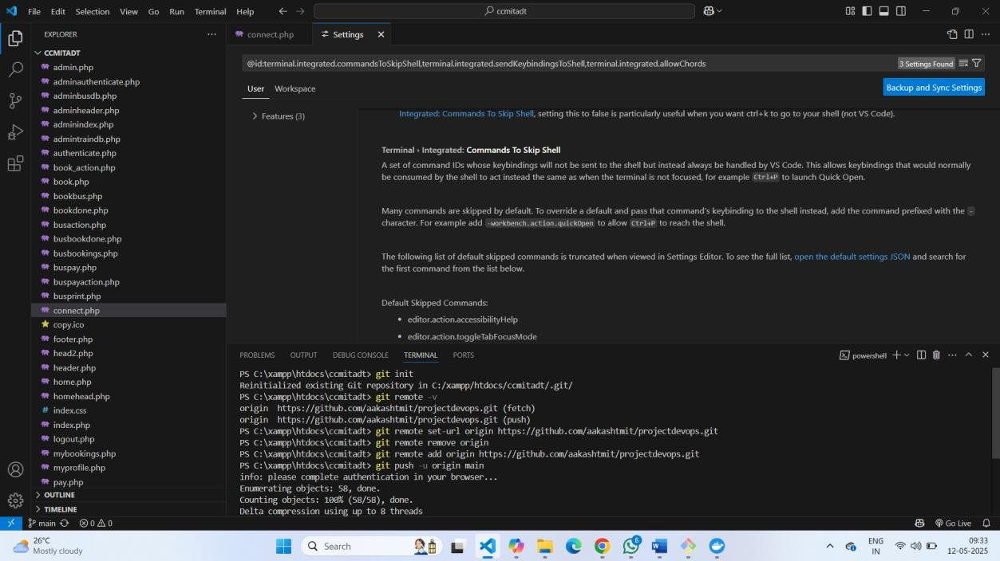 File Edit Selection View Go Run Terminal Help
ccmitadt
EXPLORER
CCMITADT
admin.php
adminauthenticate.php
adminbusdb.php
adminheader.php
adminindex.php
admintraindb.php
authenticate.php
book_action.php
book.php
bookbus.php
bookdone.php
busaction.php
busbookdone.php
busbookings.php
buspay.php
buspayaction.php
busprint.php
connect.php
copy.ico
footer.php
head2.php
header.php
home.php
homehead.php
index.css
index.php
logout.php
mybookings.php
myprofile.php
pay.php
OUTLINE
TIMELINE
connect.php Settings
@id:terminal.integrated.commandsToSkipShell,terminal.integrated.sendKeybindingsToShell,terminal.integrated.allowChords
3 Settings Found
User Workspace
Backup and Sync Settings
Features (3)
Integrated: Commands To Skip Shell, setting this to false is particularly useful when you want ctrl+k to go to your shell (not VS Code).
Terminal › Integrated: Commands To Skip Shell
A set of command IDs whose keybindings will not be sent to the shell but instead always be handled by VS Code. This allows keybindings that would normally
be consumed by the shell to act instead the same as when the terminal is not focused, for example Ctrl+P to launch Quick Open.
Many commands are skipped by default. To override a default and pass that command's keybinding to the shell instead, add the command prefixed with the -
character. For example add -workbench.action.quickOpen to allow Ctrl+P to reach the shell.
The following list of default skipped commands is truncated when viewed in Settings Editor. To see the full list, open the default settings JSON and search for
the first command from the list below.
Default Skipped Commands:
• editor.action.accessibilityHelp
• editor.action.toggleTabFocusMode
PROBLEMS OUTPUT DEBUG CONSOLE TERMINAL PORTS
powershell
PS C:\xampp\htdocs\ccmitadt> git init
Reinitialized existing Git repository in C:/xampp/htdocs/ccmitadt/.git/
PS C:\xampp\htdocs\ccmitadt> git remote -v
origin  https://github.com/aakashtmit/projectdevops.git (fetch)
origin  https://github.com/aakashtmit/projectdevops.git (push)
PS C:\xampp\htdocs\ccmitadt> git remote set-url origin https://github.com/aakashtmit/projectdevops.git
PS C:\xampp\htdocs\ccmitadt> git remote remove origin
PS C:\xampp\htdocs\ccmitadt> git remote add origin https://github.com/aakashtmit/projectdevops.git
PS C:\xampp\htdocs\ccmitadt> git push -u origin main
info: please complete authentication in your browser...
Enumerating objects: 58, done.
Counting objects: 100% (58/58), done.
Delta compression using up to 8 threads
main 0 0
Go Live
26°C
Mostly cloudy
Search
6
ENG
IN
09:33
12-05-2025